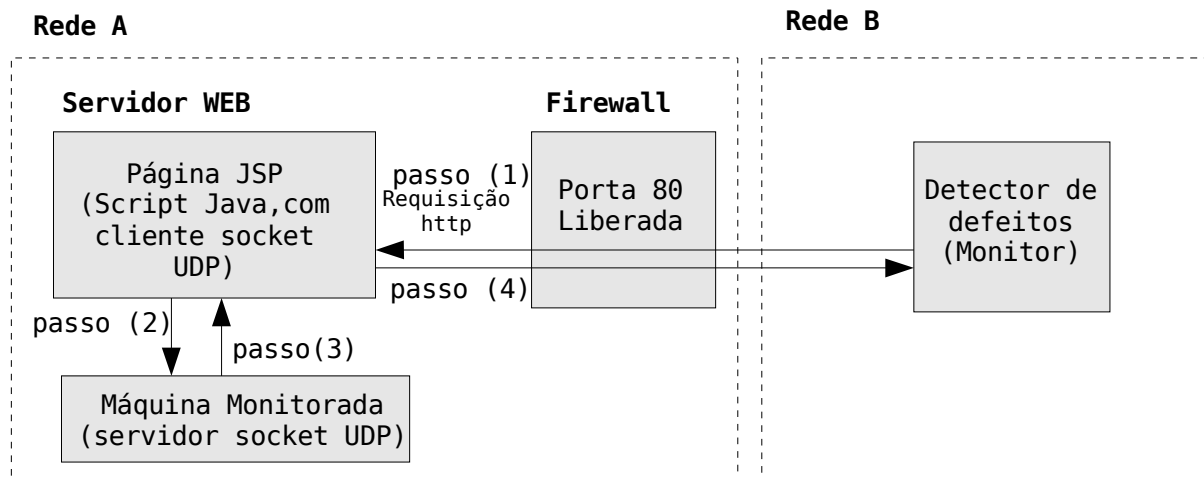 Rede A
Rede B
Servidor WEB
Firewall
Página JSP
(Script Java,com
cliente socket
UDP)
passo (1)
Requisição
http
Porta 80
Liberada
Detector de
defeitos
(Monitor)
passo (4)
passo (2)
passo(3)
Máquina Monitorada
(servidor socket UDP)